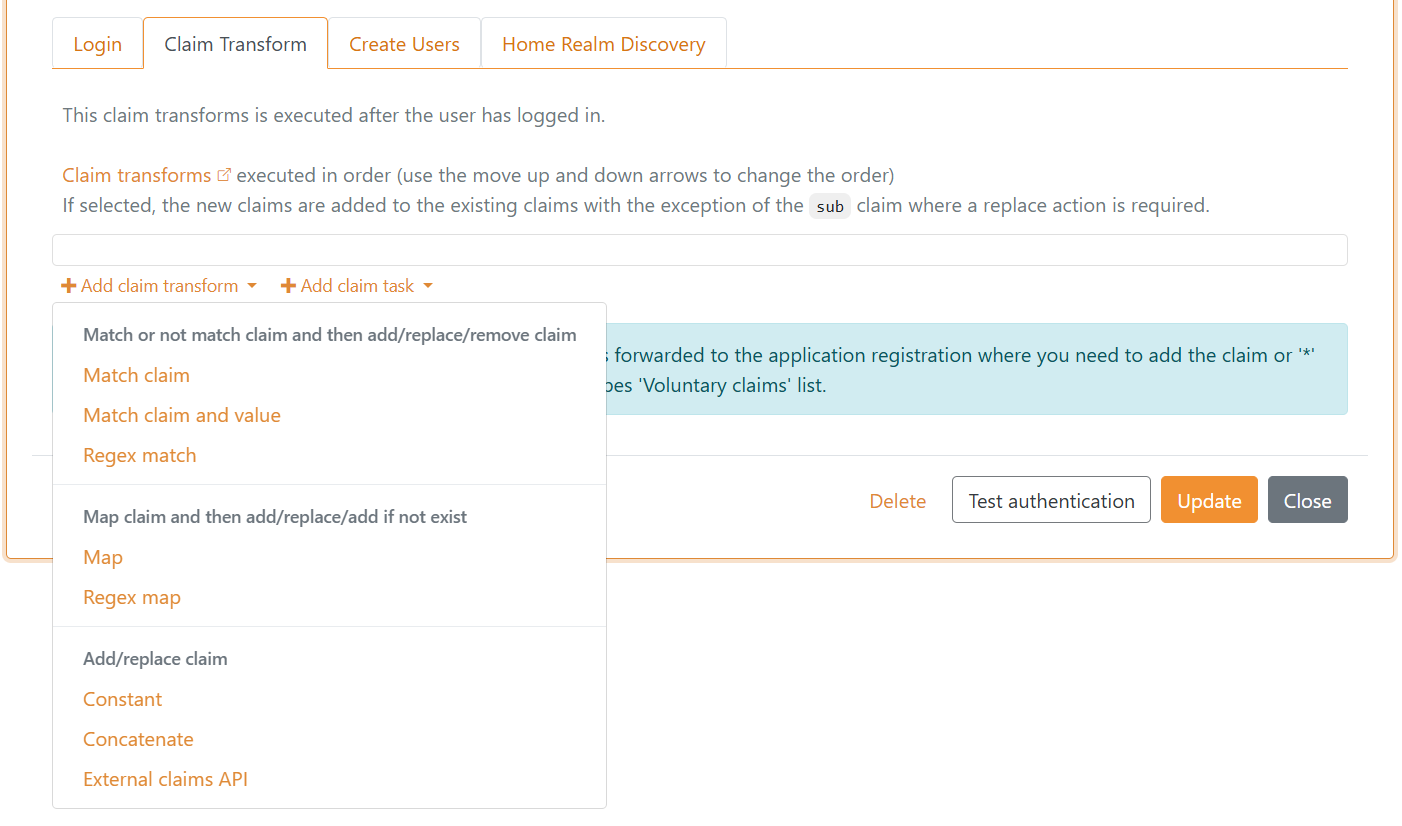 Login
Claim Transform
Create Users
Home Realm Discovery
This claim transforms is executed after the user has logged in.
Claim transforms executed in order (use the move up and down arrows to change the order)
If selected, the new claims are added to the existing claims with the exception of the sub claim where a replace action is required.
Add claim transform
Add claim task
Match or not match claim and then add/replace/remove claim
forwarded to the application registration where you need to add the claim or '*'
Match claim
'Voluntary claims' list.
Match claim and value
Regex match
Map claim and then add/replace/add if not exist
Delete
Test authentication
Update
Close
Map
Regex map
Add/replace claim
Constant
Concatenate
External claims API